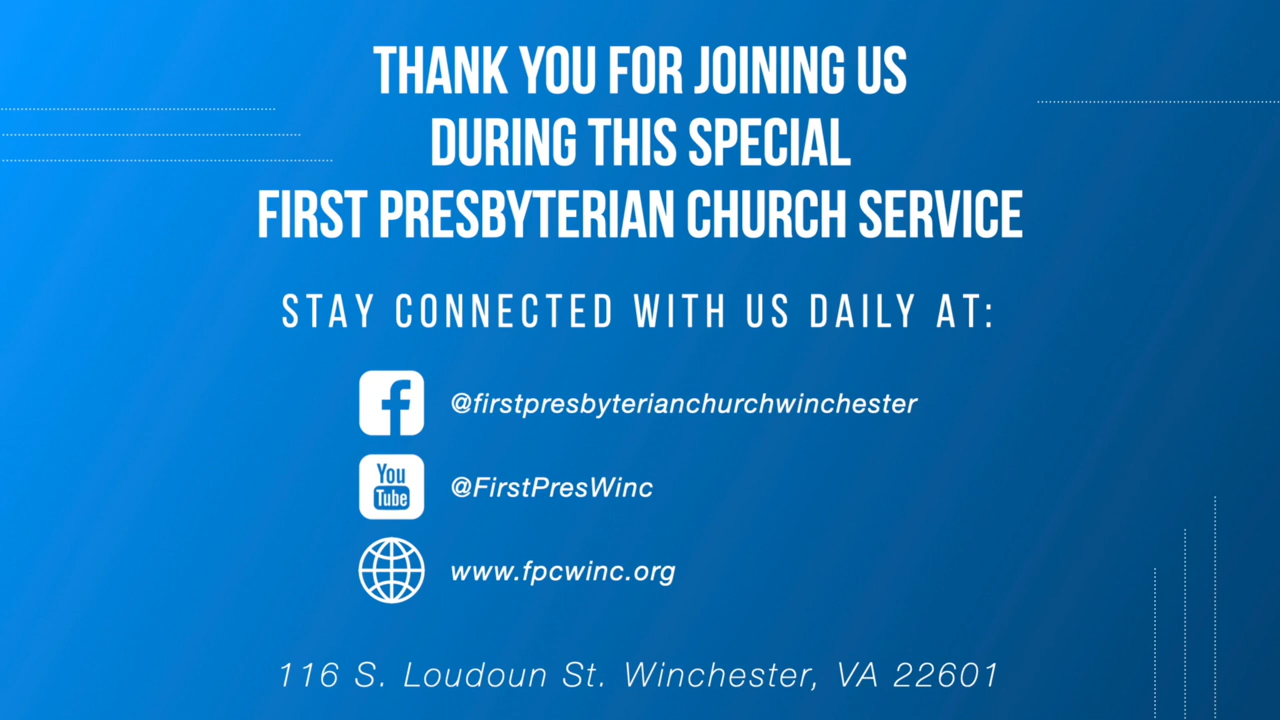 THANK YOU FOR JOINING US
DURING THIS SPECIAL
FIRST PRESBYTERIAN CHURCH SERVICE
STAY CONNECTED WITH US DAILY AT:
f @firstpresbyterianchurchwinchester
You
Tube @FirstPresWinc
www.fpcwinc.org
116 S. Loudoun St. Winchester, VA 22601